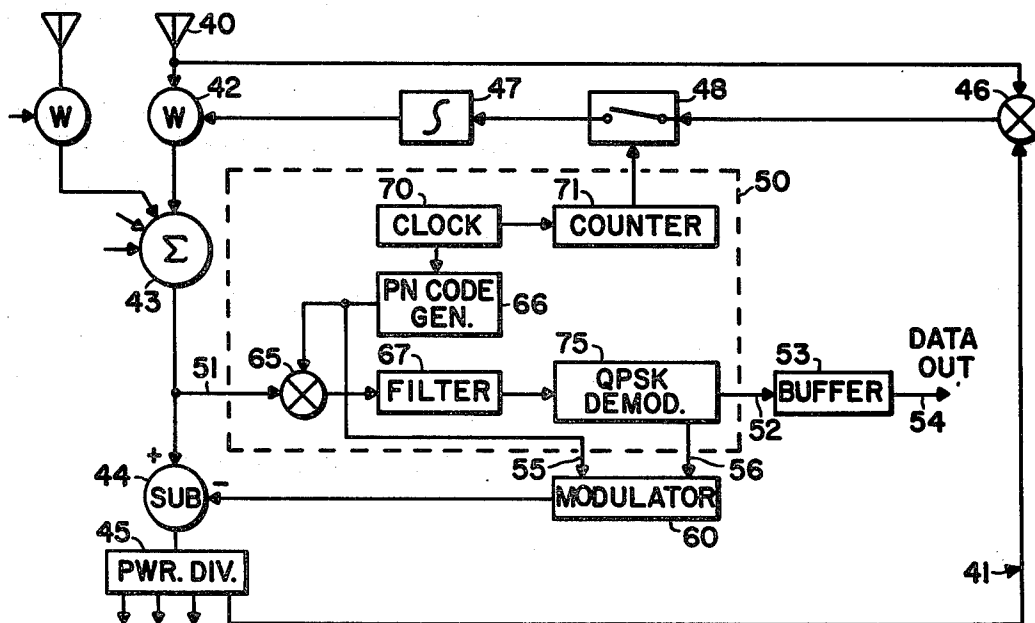 40
W
W
42
∫
47
48
46
70
CLOCK
71
COUNTER
50
Σ
43
PN CODE
GEN.
66
51
65
67
FILTER
75
QPSK
DEMOD.
52
53
BUFFER
DATA
OUT
54
+
44
SUB
-
55
56
MODULATOR
60
45
PWR. DIV.
41